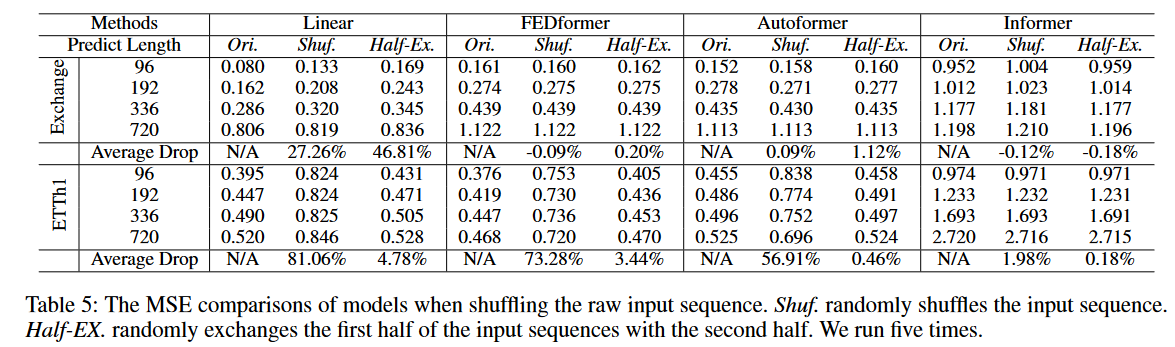 Methods Linear FEDformer Autoformer Informer
Predict Length Ori. Shuf. Half-Ex. Ori. Shuf. Half-Ex. Ori. Shuf. Half-Ex. Ori. Shuf. Half-Ex.
Exchange
96 0.080 0.133 0.169 0.161 0.160 0.162 0.152 0.158 0.160 0.952 1.004 0.959
192 0.162 0.208 0.243 0.274 0.275 0.275 0.278 0.271 0.277 1.012 1.023 1.014
336 0.286 0.320 0.345 0.439 0.439 0.439 0.435 0.430 0.435 1.177 1.181 1.177
720 0.806 0.819 0.836 1.122 1.122 1.122 1.113 1.113 1.113 1.198 1.210 1.196
Average Drop N/A 27.26% 46.81% N/A -0.09% 0.20% N/A 0.09% 1.12% N/A -0.12% -0.18%
ETTh1
96 0.395 0.824 0.431 0.376 0.753 0.405 0.455 0.838 0.458 0.974 0.971 0.971
192 0.447 0.824 0.471 0.419 0.730 0.436 0.486 0.774 0.491 1.233 1.232 1.231
336 0.490 0.825 0.505 0.447 0.736 0.453 0.496 0.752 0.497 1.693 1.693 1.691
720 0.520 0.846 0.528 0.468 0.720 0.470 0.525 0.696 0.524 2.720 2.716 2.715
Average Drop N/A 81.06% 4.78% N/A 73.28% 3.44% N/A 56.91% 0.46% N/A 1.98% 0.18%
Table 5: The MSE comparisons of models when shuffling the raw input sequence. Shuf. randomly shuffles the input sequence.
Half-EX. randomly exchanges the first half of the input sequences with the second half. We run five times.